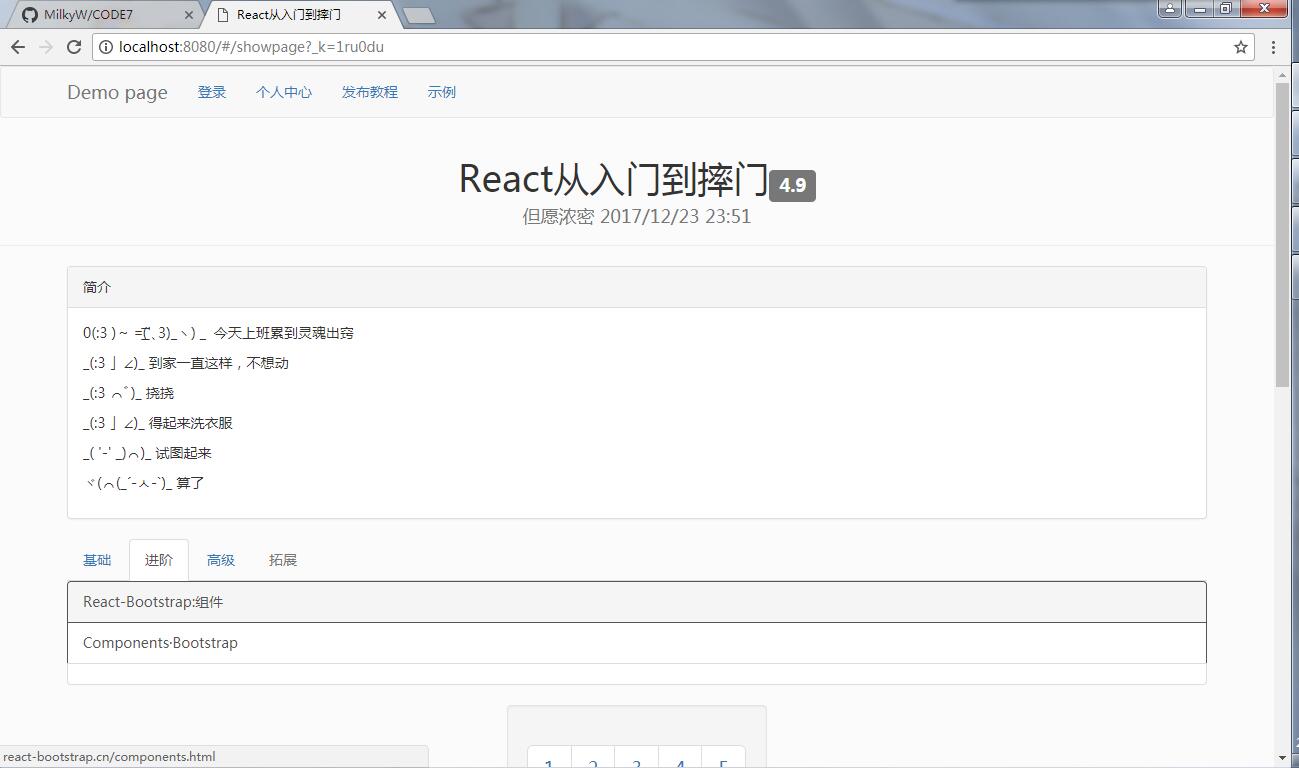 MilkyW/CODE7
React从入门到摔门
localhost:8080/#/showpage?_k=1ru0du
Demo page 登录 个人中心 发布教程 示例
React从入门到摔门 4.9
但愿浓密 2017/12/23 23:51
简介
0(:3 )～ =͟͟͞͞(’､3)_ヽ)_ 今天上班累到灵魂出窍
_(:3 」∠)_ 到家一直这样，不想动
_(:3 ⌒ﾞ)_ 挠挠
_(:3 」∠)_ 得起来洗衣服
_( '-' _)⌒)_ 试图起来
ヾ(⌒(_´-ㅅ-`)_ 算了
基础 进阶 高级 拓展
React-Bootstrap:组件
Components·Bootstrap
1 2 3 4 5
react-bootstrap.cn/components.html